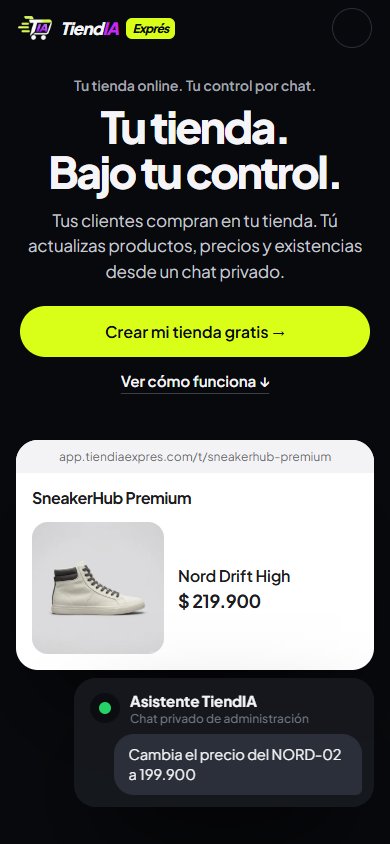 TIA
TiendIA Exprés
Tu tienda online. Tu control por chat.
Tu tienda.
Bajo tu control.
Tus clientes compran en tu tienda. Tú
actualizas productos, precios y existencias
desde un chat privado.
Crear mi tienda gratis →
Ver cómo funciona ↓
app.tiendiaexpres.com/t/sneakerhub-premium
SneakerHub Premium
Nord Drift High
$ 219.900
Asistente TiendIA
Chat privado de administración
Cambia el precio del NORD-02
a 199.900